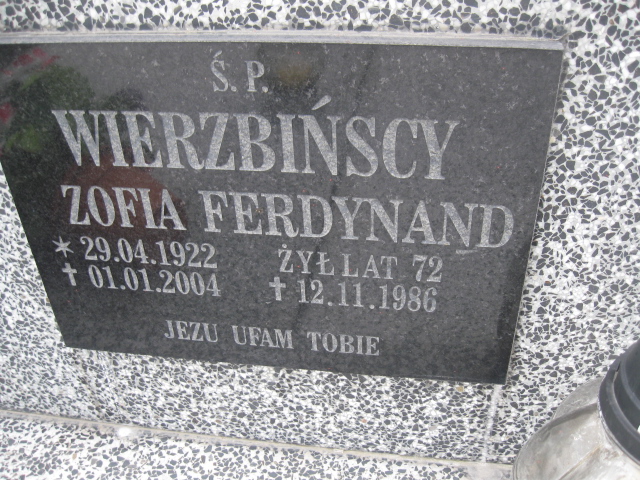 Ś. P.
WIERZBIŃSCY
ZOFIA FERDYNAND
* 29.04.1922 ŻYŁ LAT 72
✝ 01.01.2004 ✝ 12.11.1986
JEZU UFAM TOBIE